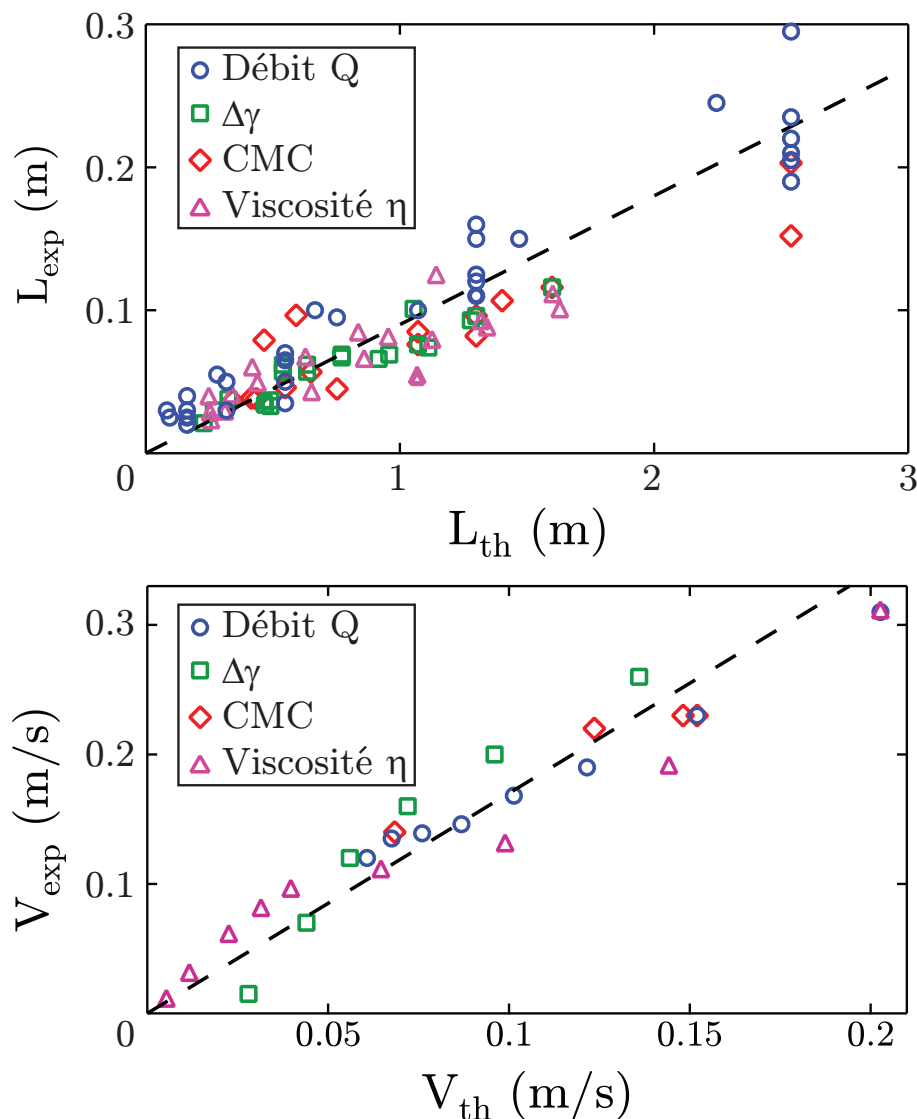 0.3
0.2
0.1
0
L_exp (m)
Débit Q
Δγ
CMC
Viscosité η
1
2
3
L_th (m)
0.3
0.2
0.1
0
V_exp (m/s)
Débit Q
Δγ
CMC
Viscosité η
0.05
0.1
0.15
0.2
V_th (m/s)